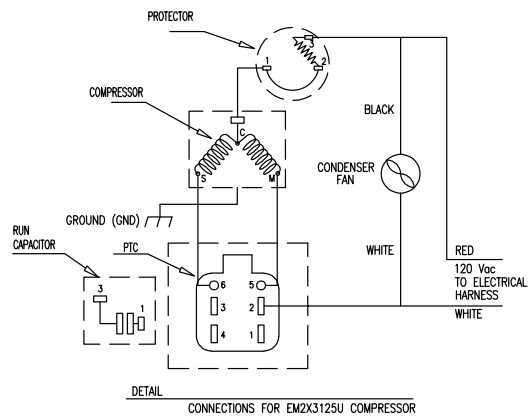 PROTECTOR
3
1
2
COMPRESSOR
C
S
M
BLACK
CONDENSER
FAN
GROUND (GND)
RUN
CAPACITOR
PTC
WHITE
RED
120 Vac
TO ELECTRICAL
HARNESS
WHITE
3
1
6
5
3
2
4
1
DETAIL
CONNECTIONS FOR EM2X3125U COMPRESSOR